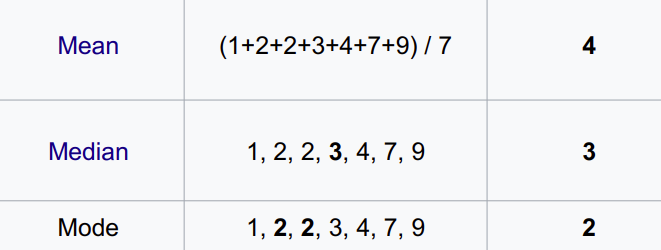 Mean (1+2+2+3+4+7+9) / 7 4
Median 1, 2, 2, 3, 4, 7, 9 3
Mode 1, 2, 2, 3, 4, 7, 9 2